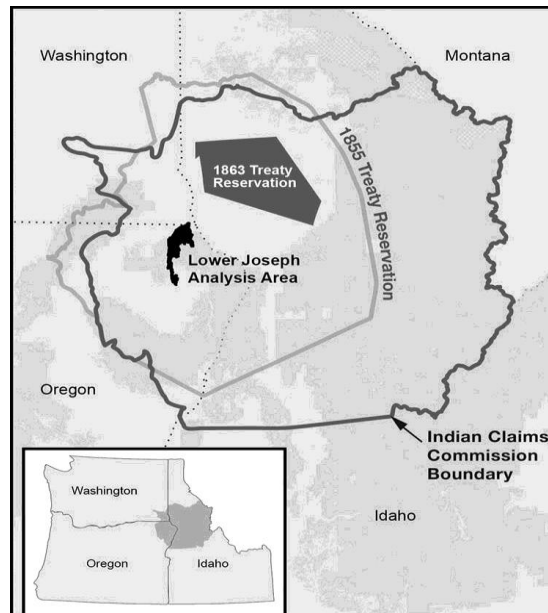 Washington
Montana
1863 Treaty
Reservation
1855 Treaty Reservation
Lower Joseph
Analysis Area
Oregon
Indian Claims
Commission
Boundary
Idaho
Washington
Oregon
Idaho